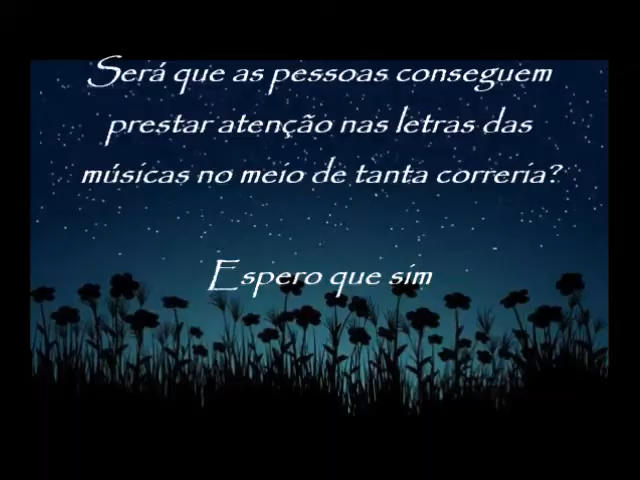 Será que as pessoas conseguem
prestar atenção nas letras das
músicas no meio de tanta correria?
Espero que sim